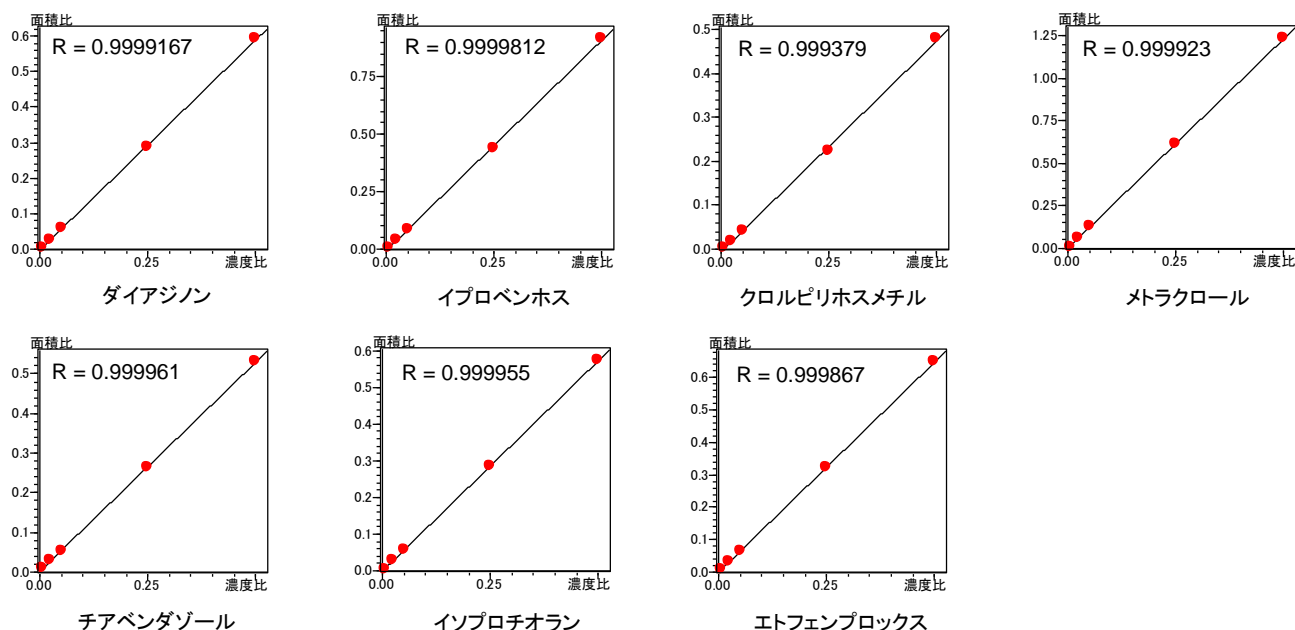 面積比
R = 0.9999167
0.6
0.5
0.4
0.3
0.2
0.1
0.0
0.00
0.25
濃度比
ダイアジノン
面積比
R = 0.9999812
0.75
0.50
0.25
0.00
0.00
0.25
濃度比
イプロベンホス
面積比
R = 0.999379
0.5
0.4
0.3
0.2
0.1
0.0
0.00
0.25
濃度比
クロルピリホスメチル
面積比
R = 0.999923
1.25
1.00
0.75
0.50
0.25
0.00
0.00
0.25
濃度比
メトラクロール
面積比
R = 0.999961
0.5
0.4
0.3
0.2
0.1
0.0
0.00
0.25
濃度比
チアベンダゾール
面積比
R = 0.999955
0.6
0.5
0.4
0.3
0.2
0.1
0.0
0.00
0.25
濃度比
イソプロチオラン
面積比
R = 0.999867
0.6
0.5
0.4
0.3
0.2
0.1
0.0
0.00
0.25
濃度比
エトフェンプロックス